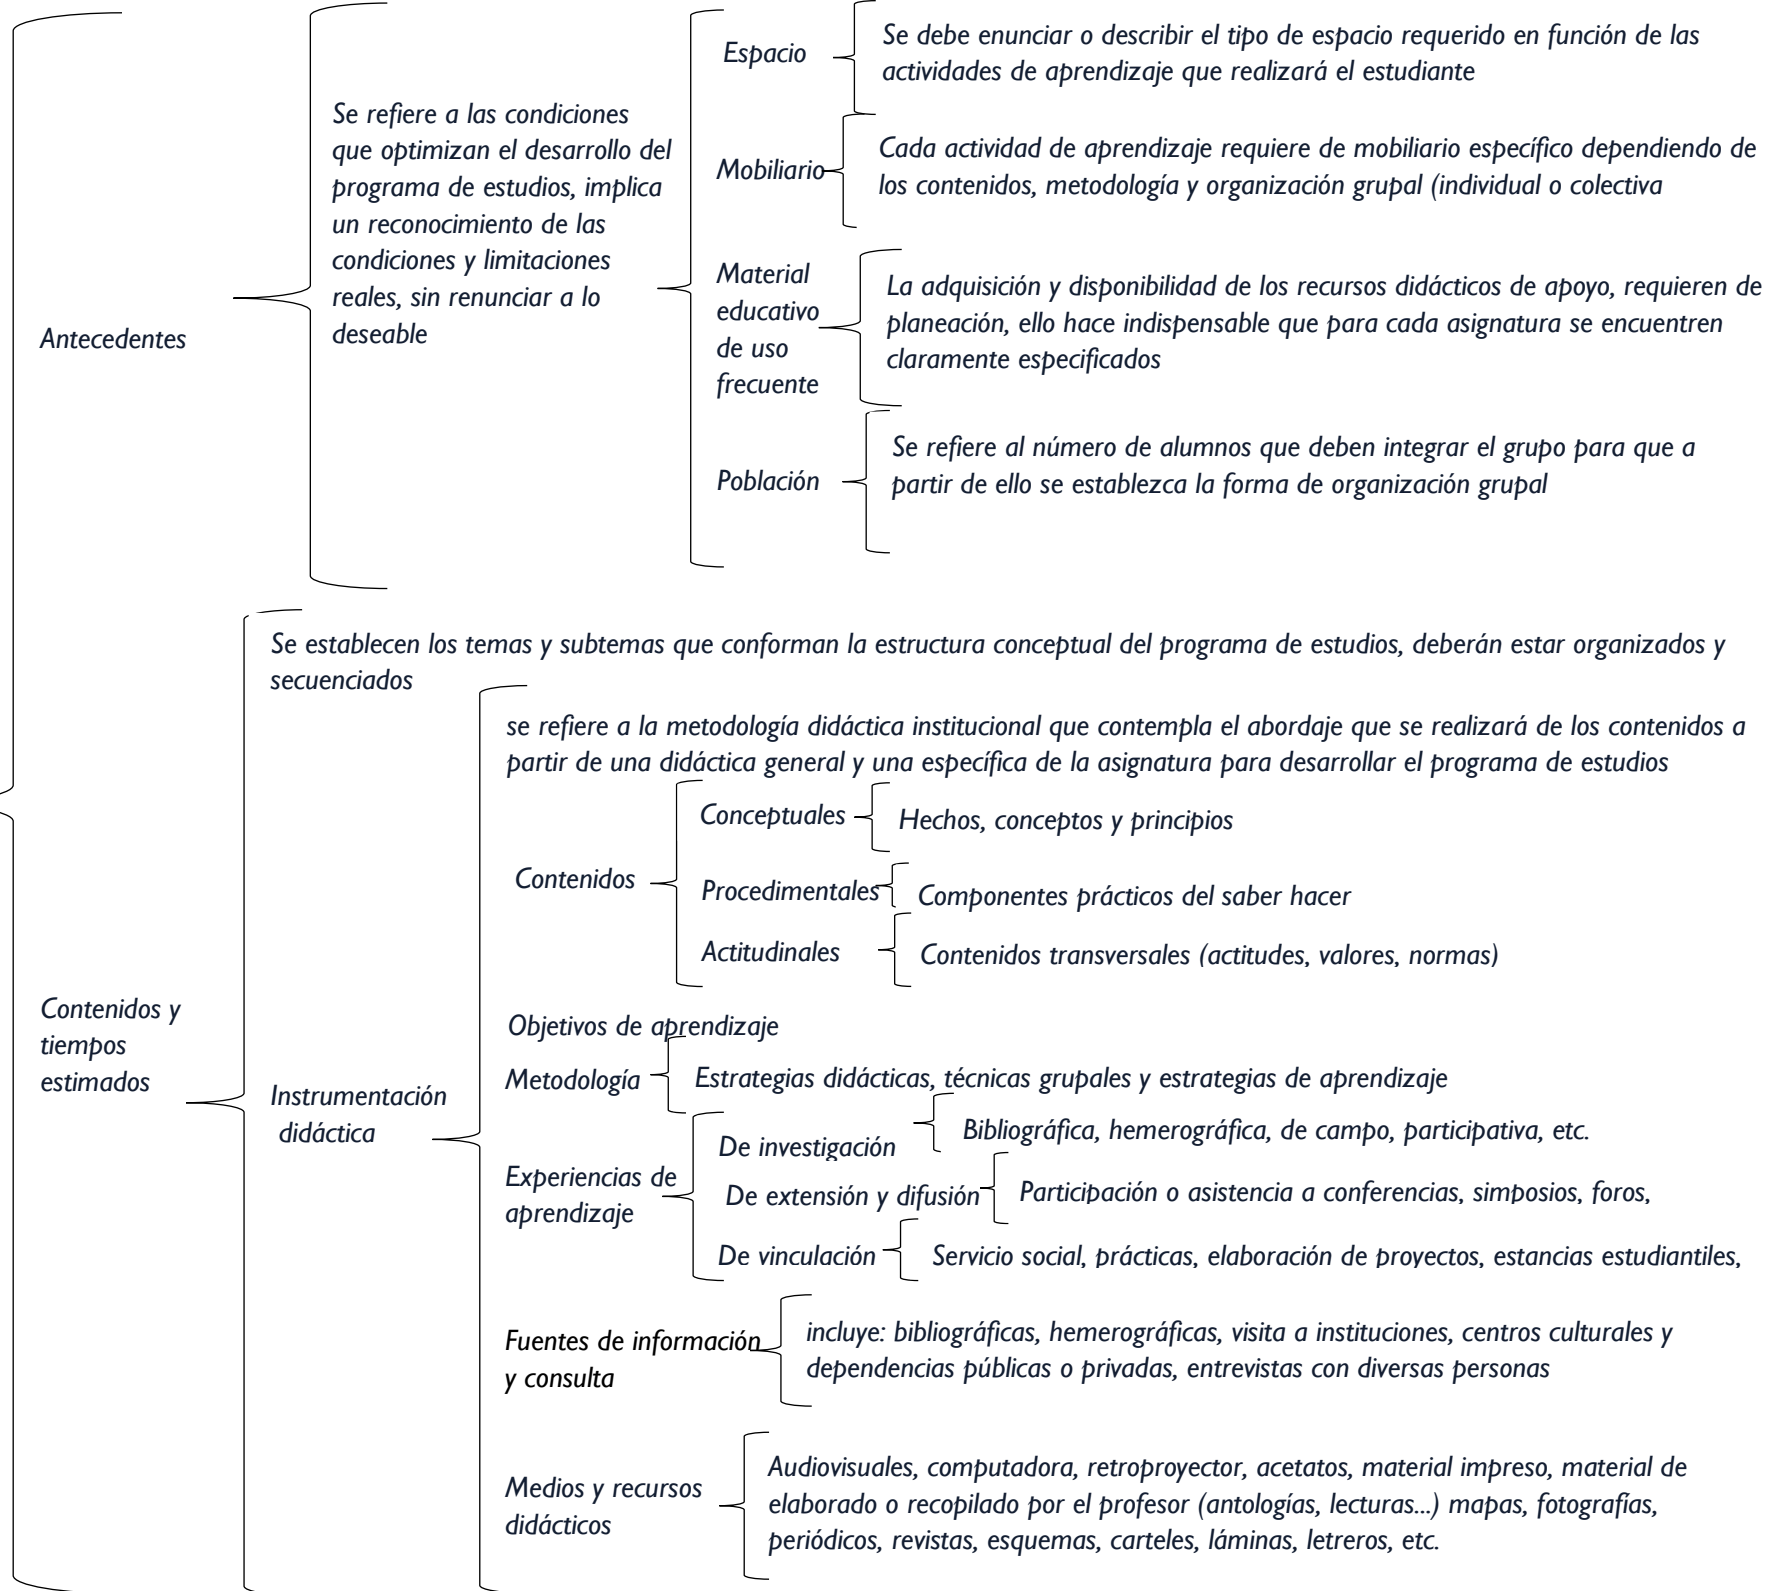 Antecedentes
Se refiere a las condiciones
que optimizan el desarrollo del
programa de estudios, implica
un reconocimiento de las
condiciones y limitaciones
reales, sin renunciar a lo
deseable
Espacio
Se debe enunciar o describir el tipo de espacio requerido en función de las
actividades de aprendizaje que realizará el estudiante
Mobiliario
Cada actividad de aprendizaje requiere de mobiliario específico dependiendo de
los contenidos, metodología y organización grupal (individual o colectiva
Material
educativo
de uso
frecuente
La adquisición y disponibilidad de los recursos didácticos de apoyo, requieren de
planeación, ello hace indispensable que para cada asignatura se encuentren
claramente especificados
Población
Se refiere al número de alumnos que deben integrar el grupo para que a
partir de ello se establezca la forma de organización grupal
Contenidos y
tiempos
estimados
Se establecen los temas y subtemas que conforman la estructura conceptual del programa de estudios, deberán estar organizados y
secuenciados
Instrumentación
didáctica
se refiere a la metodología didáctica institucional que contempla el abordaje que se realizará de los contenidos a
partir de una didáctica general y una específica de la asignatura para desarrollar el programa de estudios
Contenidos
Conceptuales
Hechos, conceptos y principios
Procedimentales
Componentes prácticos del saber hacer
Actitudinales
Contenidos transversales (actitudes, valores, normas)
Objetivos de aprendizaje
Metodología
Estrategias didácticas, técnicas grupales y estrategias de aprendizaje
Experiencias de
aprendizaje
De investigación
Bibliográfica, hemerográfica, de campo, participativa, etc.
De extensión y difusión
Participación o asistencia a conferencias, simposios, foros,
De vinculación
Servicio social, prácticas, elaboración de proyectos, estancias estudiantiles,
Fuentes de información
y consulta
incluye: bibliográficas, hemerográficas, visita a instituciones, centros culturales y
dependencias públicas o privadas, entrevistas con diversas personas
Medios y recursos
didácticos
Audiovisuales, computadora, retroproyector, acetatos, material impreso, material de
elaborado o recopilado por el profesor (antologías, lecturas...) mapas, fotografías,
periódicos, revistas, esquemas, carteles, láminas, letreros, etc.